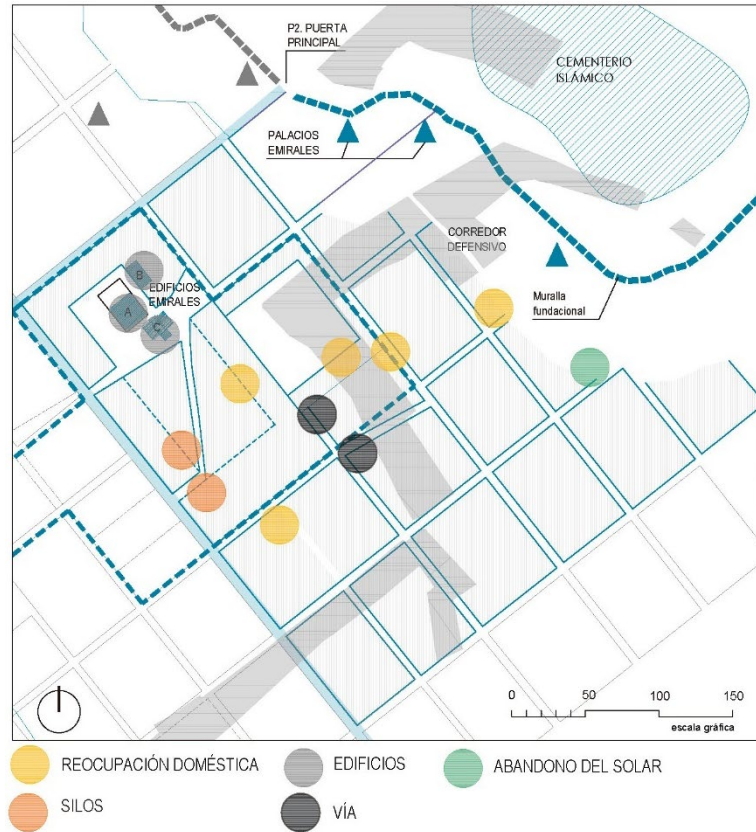 P2. PUERTA
PRINCIPAL
CEMENTERIO
ISLÁMICO
PALACIOS
EMIRALES
CORREDOR
DEFENSIVO
B
EDIFICIOS
EMIRALES
A
C
Muralla
fundacional
0 50 100 150
escala gráfica
REOCUPACIÓN DOMÉSTICA
EDIFICIOS
ABANDONO DEL SOLAR
SILOS
VÍA